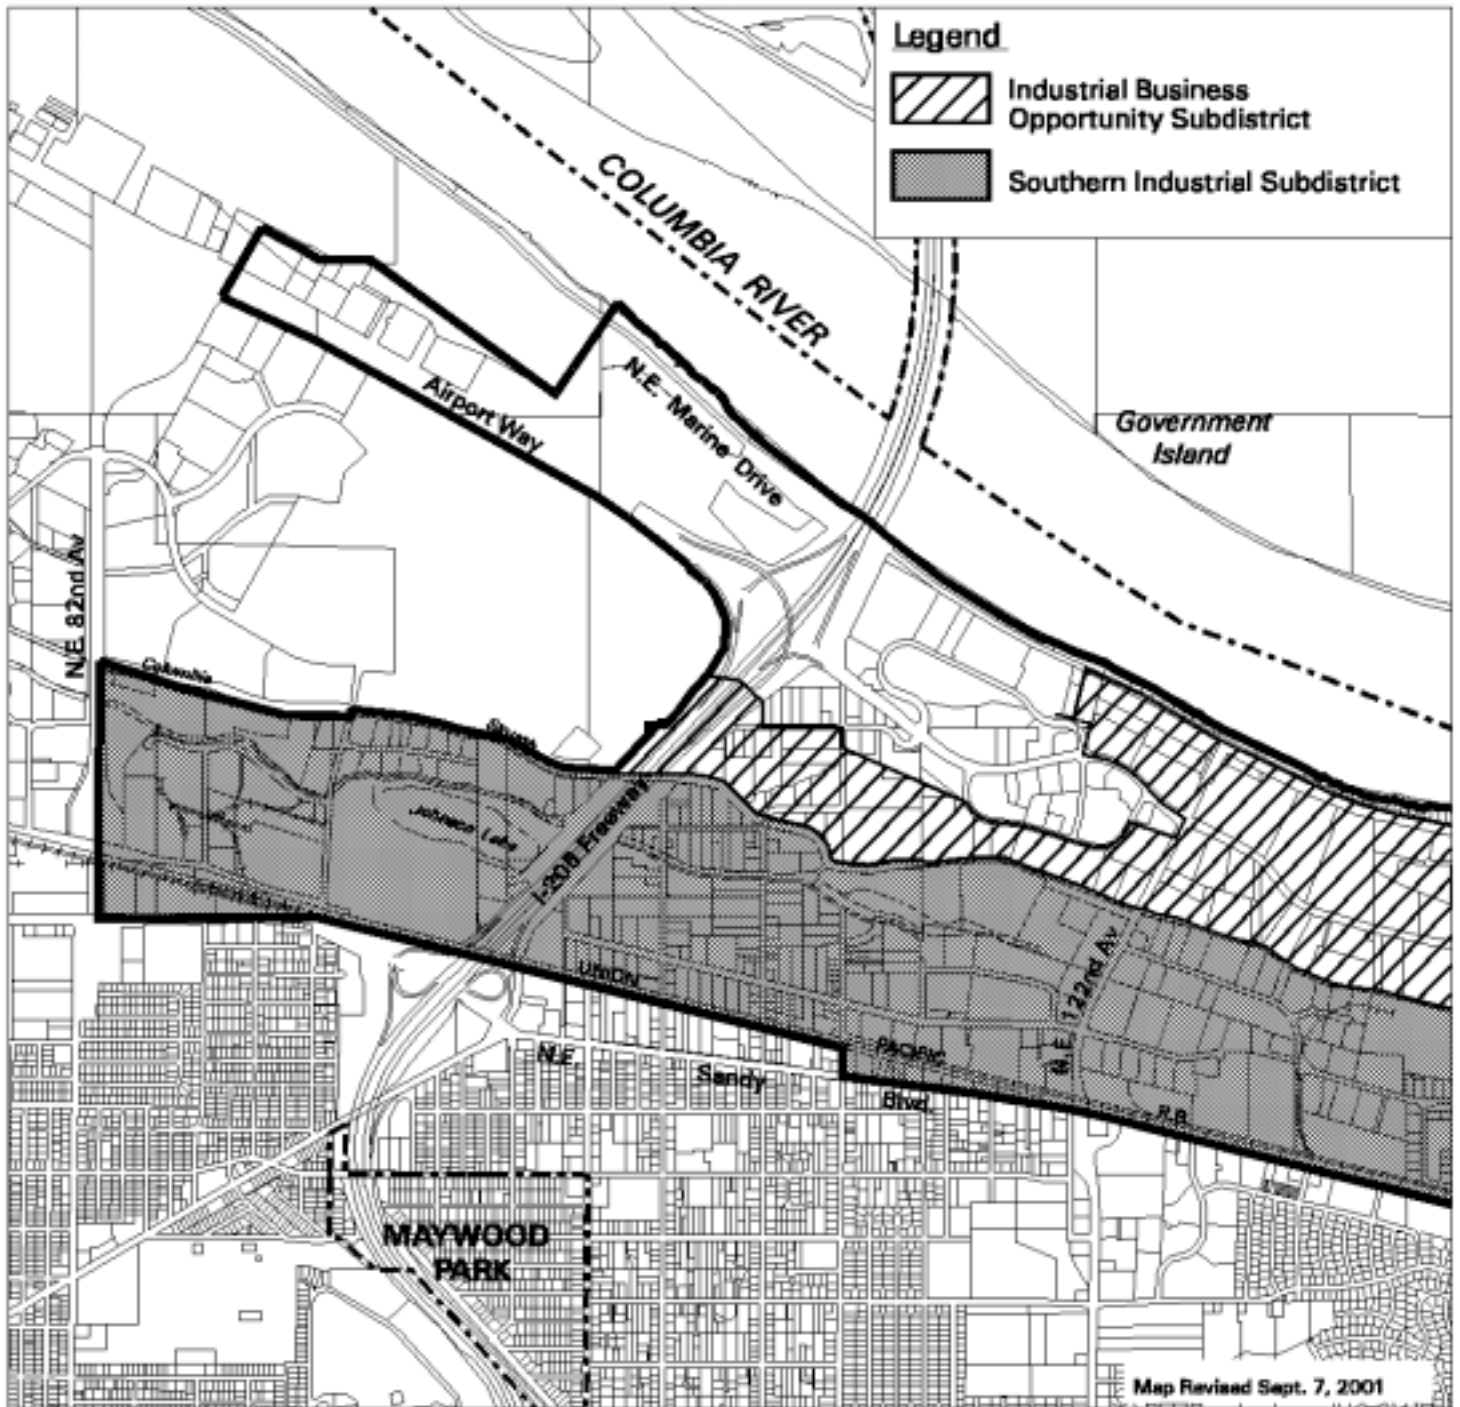 Legend
Industrial Business
Opportunity Subdistrict
Southern Industrial Subdistrict
COLUMBIA RIVER
Government
Island
N.E. Marine Drive
Airport Way
N.E. 82nd Av
Columbia
Slough
Johnson Lake
I-205 Freeway
N.E. 122nd Av
UNION
PACIFIC
R.R.
N.E.
Sandy
Blvd.
MAYWOOD
PARK
Map Revised Sept. 7, 2001